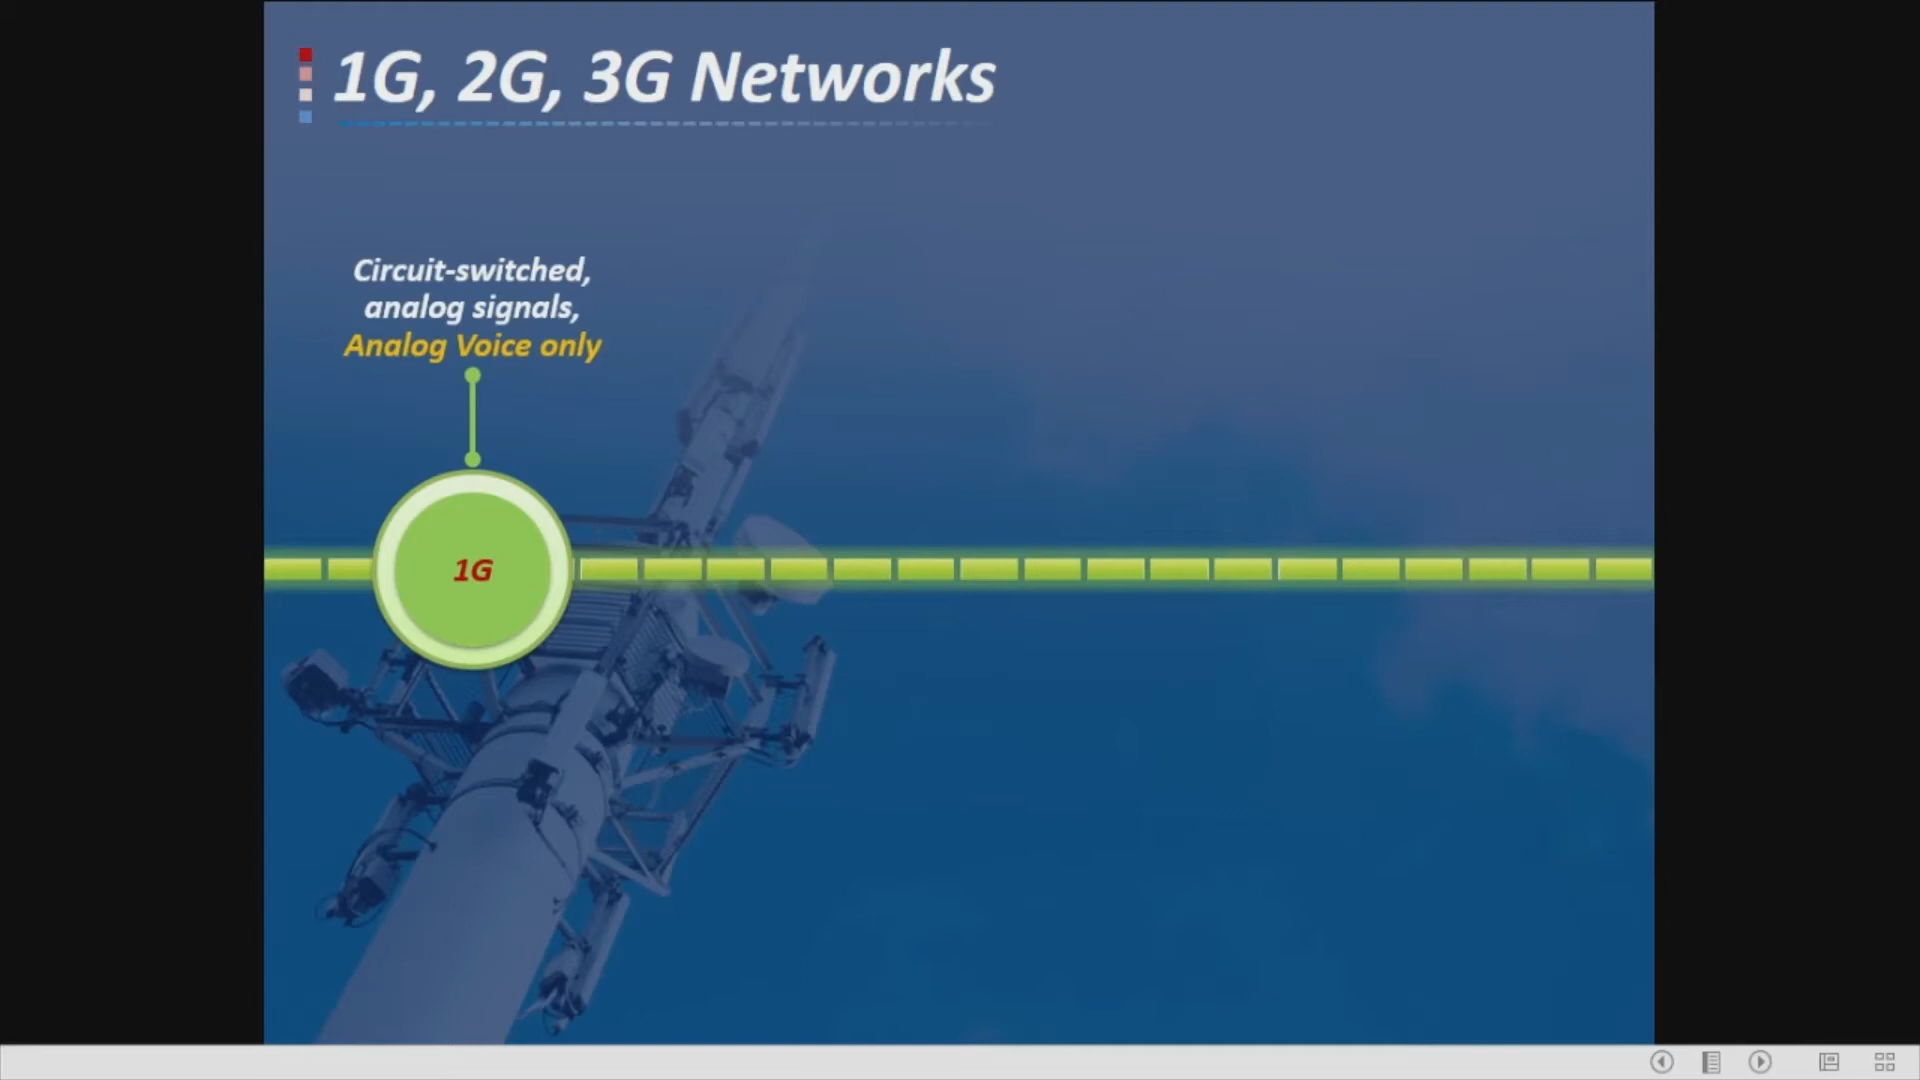 1G, 2G, 3G Networks
Circuit-switched,
analog signals,
Analog Voice only
1G